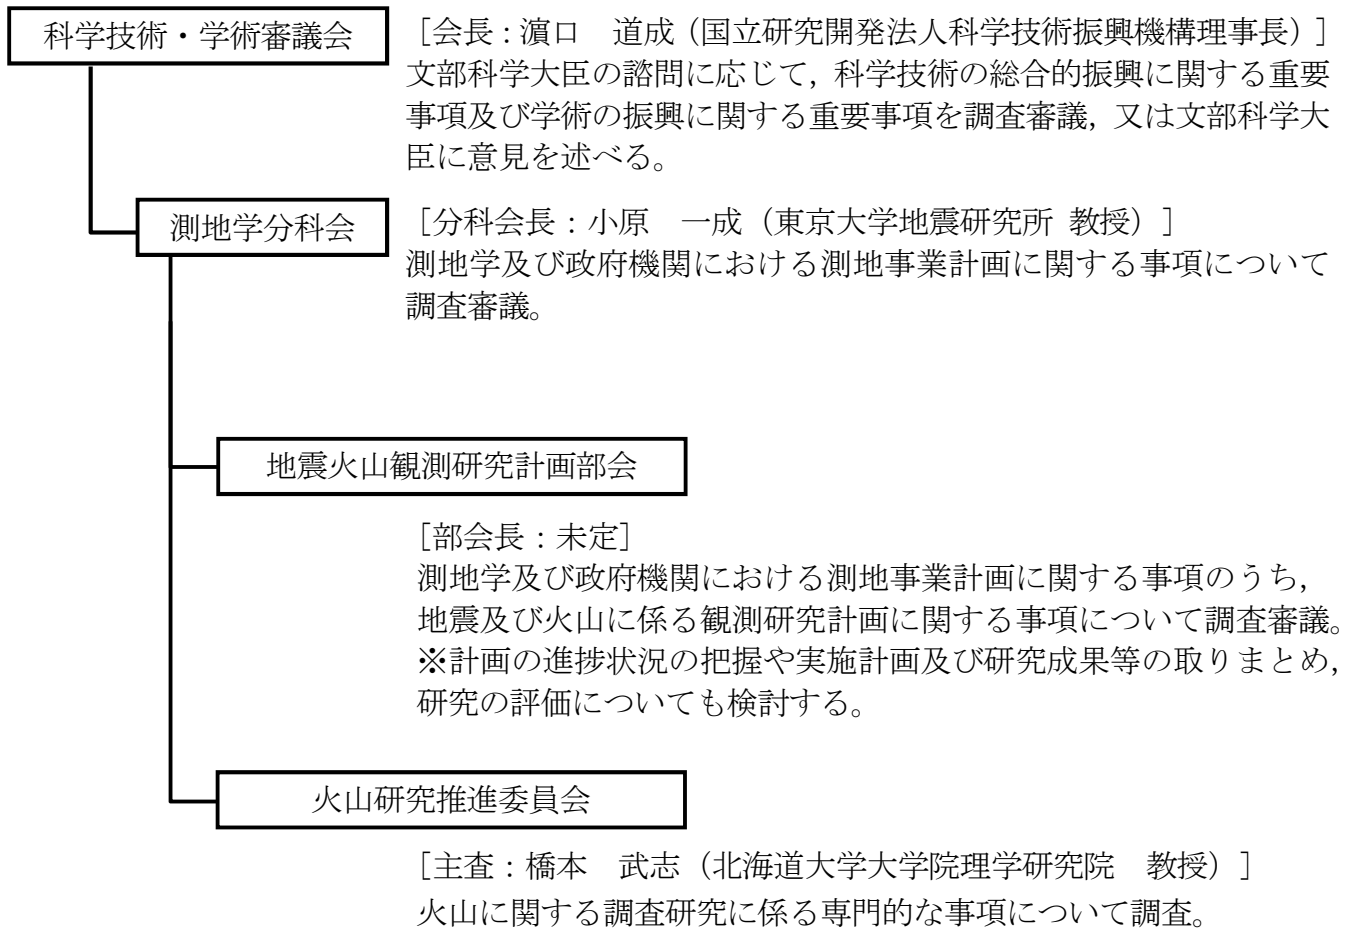 科学技術・学術審議会
［会長：濵口　道成（国立研究開発法人科学技術振興機構理事長）］
文部科学大臣の諮問に応じて，科学技術の総合的振興に関する重要
事項及び学術の振興に関する重要事項を調査審議，又は文部科学大
臣に意見を述べる。
測地学分科会
［分科会長：小原　一成（東京大学地震研究所 教授）］
測地学及び政府機関における測地事業計画に関する事項について
調査審議。
地震火山観測研究計画部会
［部会長：未定］
測地学及び政府機関における測地事業計画に関する事項のうち，
地震及び火山に係る観測研究計画に関する事項について調査審議。
※計画の進捗状況の把握や実施計画及び研究成果等の取りまとめ，
研究の評価についても検討する。
火山研究推進委員会
［主査：橋本　武志（北海道大学大学院理学研究院　教授）］
火山に関する調査研究に係る専門的な事項について調査。